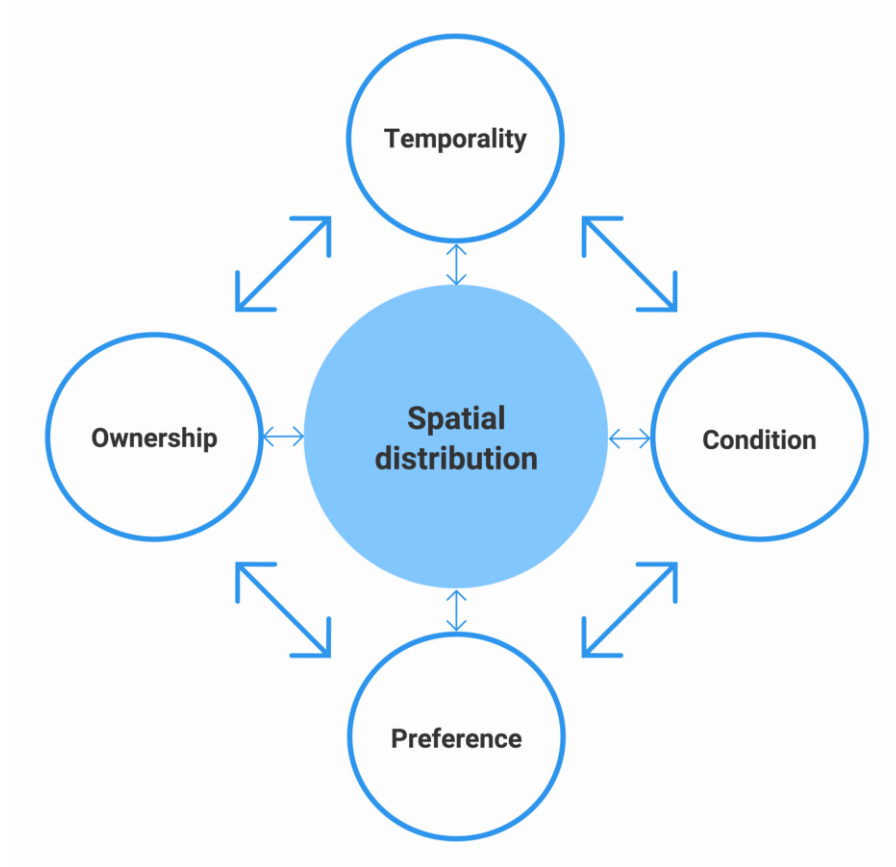 Temporality
Ownership
Spatial
distribution
Condition
Preference